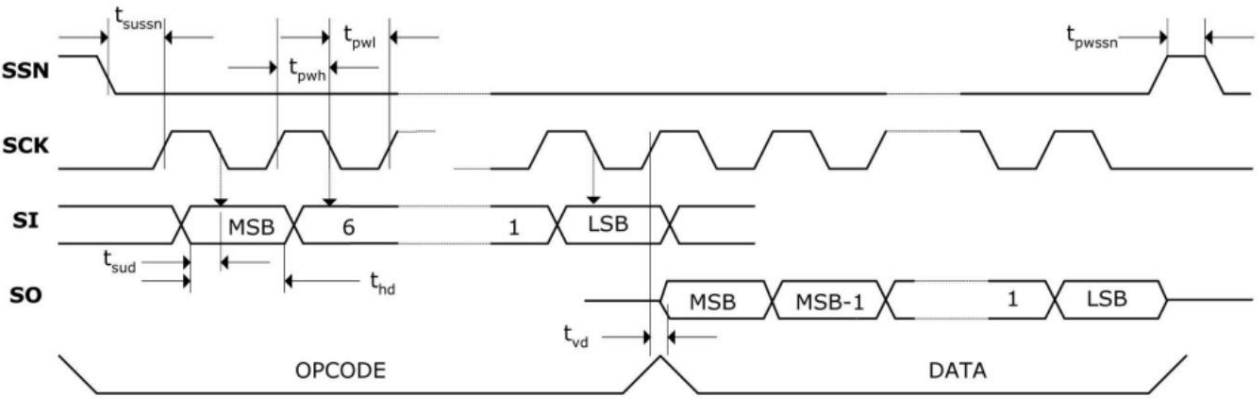 t_sussn
t_pwl
t_pwssn
t_pwh
SSN
SCK
SI
MSB
6
1
LSB
t_sud
t_hd
SO
MSB
MSB-1
1
LSB
t_vd
OPCODE
DATA